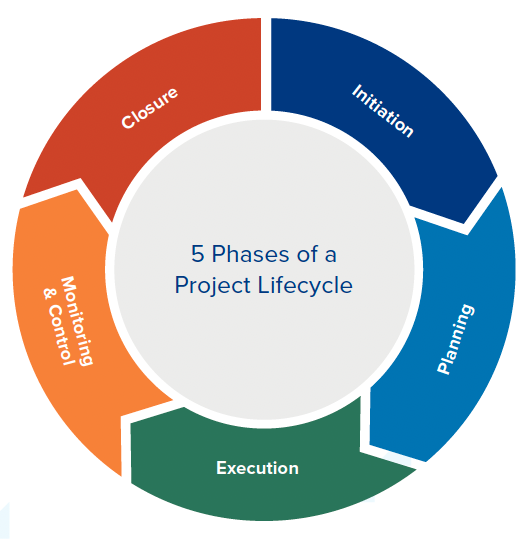 5 Phases of a
Project Lifecycle
Initiation
Planning
Execution
Monitoring
& Control
Closure